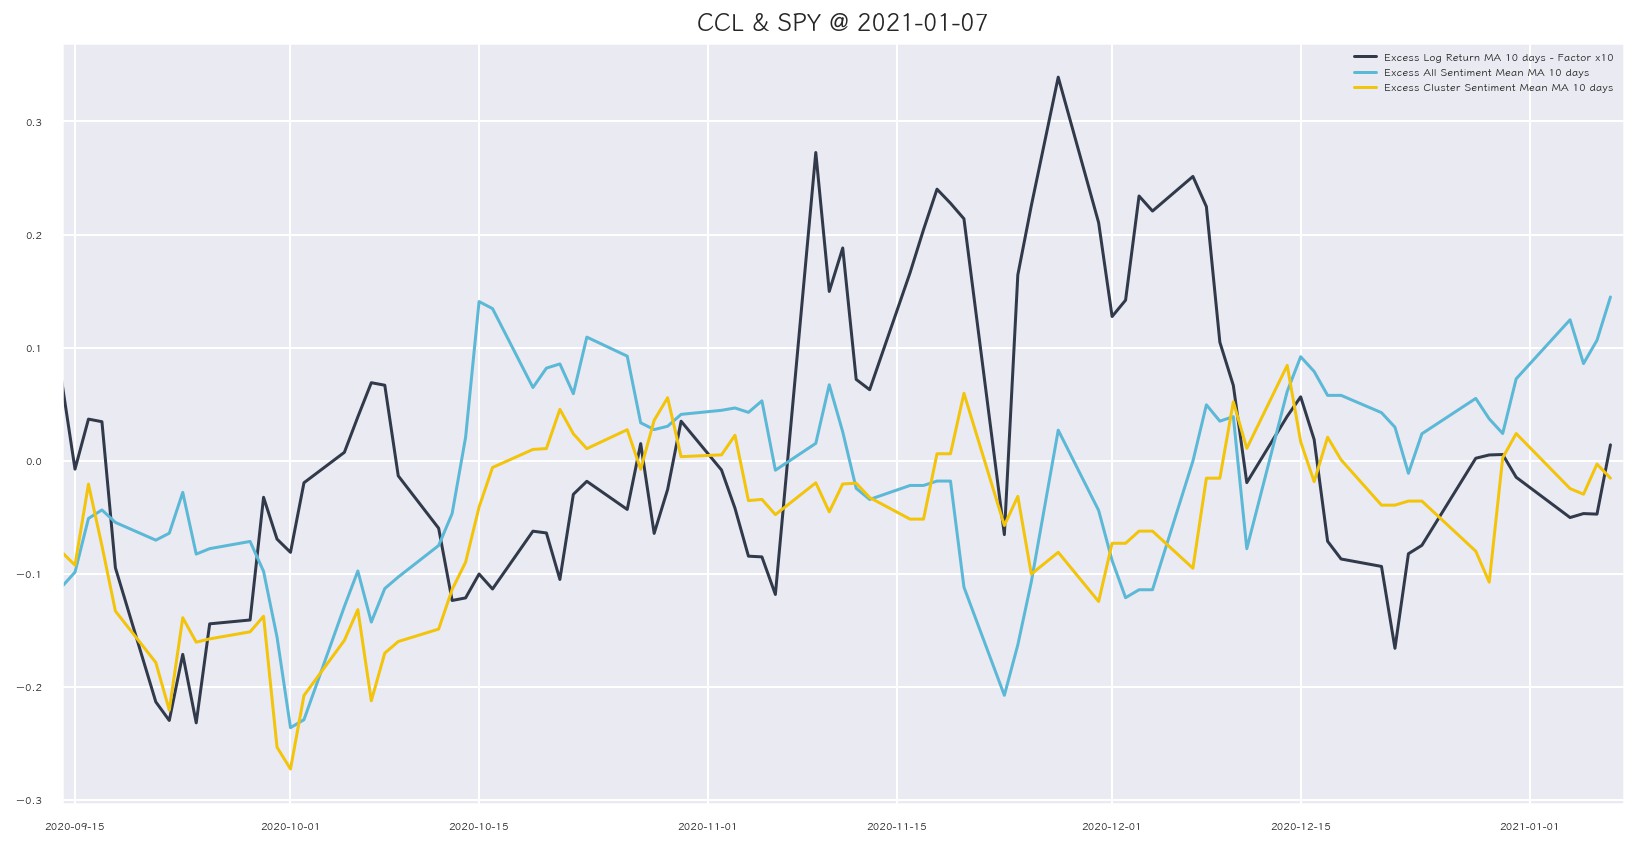 CCL & SPY @ 2021-01-07
Excess Log Return MA 10 days - Factor x10
Excess All Sentiment Mean MA 10 days
Excess Cluster Sentiment Mean MA 10 days
0.3
0.2
0.1
0.0
−0.1
−0.2
−0.3
2020-09-15 2020-10-01 2020-10-15 2020-11-01 2020-11-15 2020-12-01 2020-12-15 2021-01-01